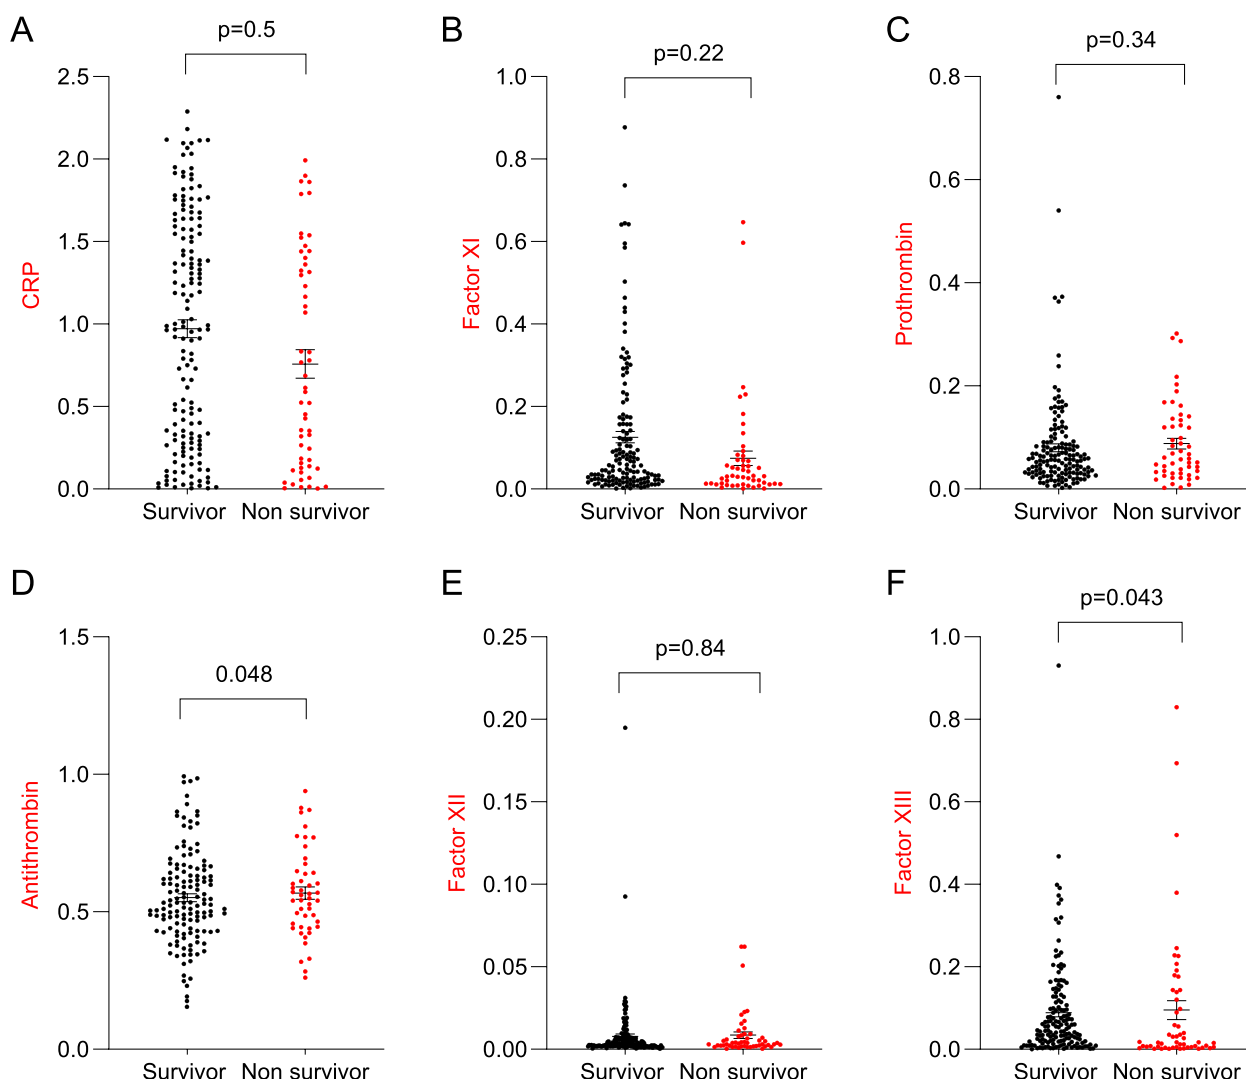 A
p=0.5
2.5
2.0
1.5
1.0
0.5
0.0
CRP
Survivor Non survivor
B
p=0.22
1.0
0.8
0.6
0.4
0.2
0.0
Factor XI
Survivor Non survivor
C
p=0.34
0.8
0.6
0.4
0.2
0.0
Prothrombin
Survivor Non survivor
D
0.048
1.5
1.0
0.5
0.0
Antithrombin
Survivor Non survivor
E
p=0.84
0.25
0.20
0.15
0.10
0.05
0.00
Factor XII
Survivor Non survivor
F
p=0.043
1.0
0.8
0.6
0.4
0.2
0.0
Factor XIII
Survivor Non survivor